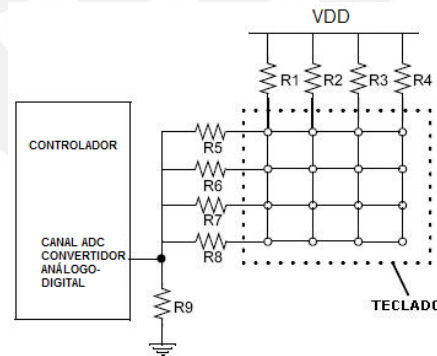 VDD
R1 R2 R3 R4
R5
CONTROLADOR
R6
R7
CANAL ADC
CONVERTIDOR
ANÁLOGO-
DIGITAL
R8
R9
TECLADO